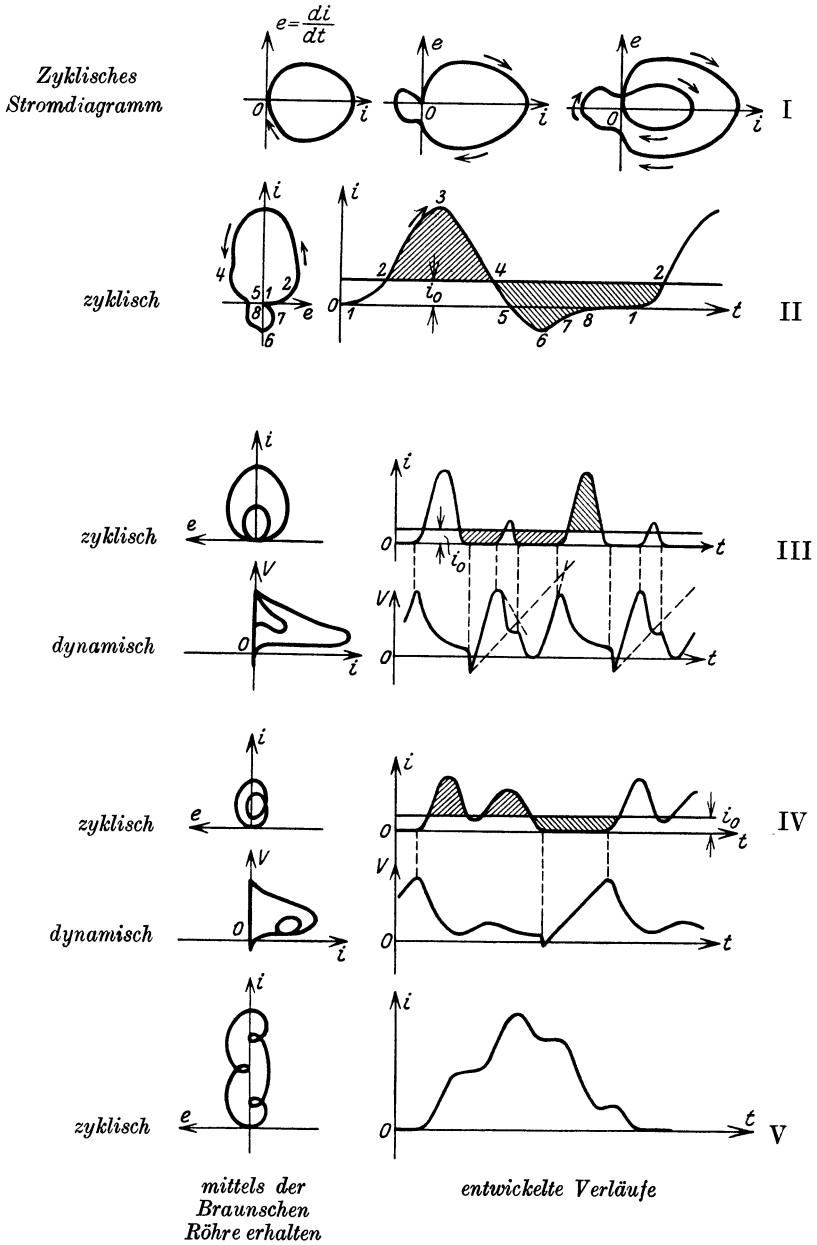 e=di/dt
e
e
Zyklisches
Stromdiagramm
0 i
0 i
0 i
I
i
i
3
4 2
2 4 2
zyklisch
5 1
i₀
8 7 e
0 1 5 7 8 1 t
II
6
6
i
i
zyklisch
e
0 t
i₀
III
V
V
dynamisch
0
i
0 t
i
i
zyklisch
e
0 t
i₀
IV
V
V
dynamisch
0
i
0 t
i
i
zyklisch
e
0 t
V
mittels der
Braunschen
Röhre erhalten
entwickelte Verläufe